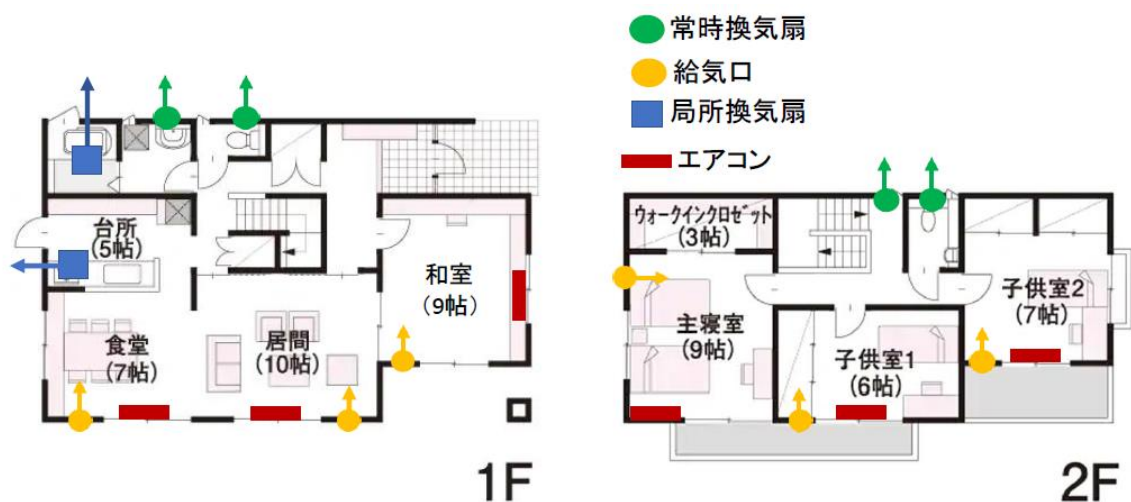 常時換気扇
給気口
局所換気扇
エアコン
台所
(5帖)
和室
(9帖)
食堂
(7帖)
居間
(10帖)
1F
ウォークインクロゼット
(3帖)
主寝室
(9帖)
子供室1
(6帖)
子供室2
(7帖)
2F